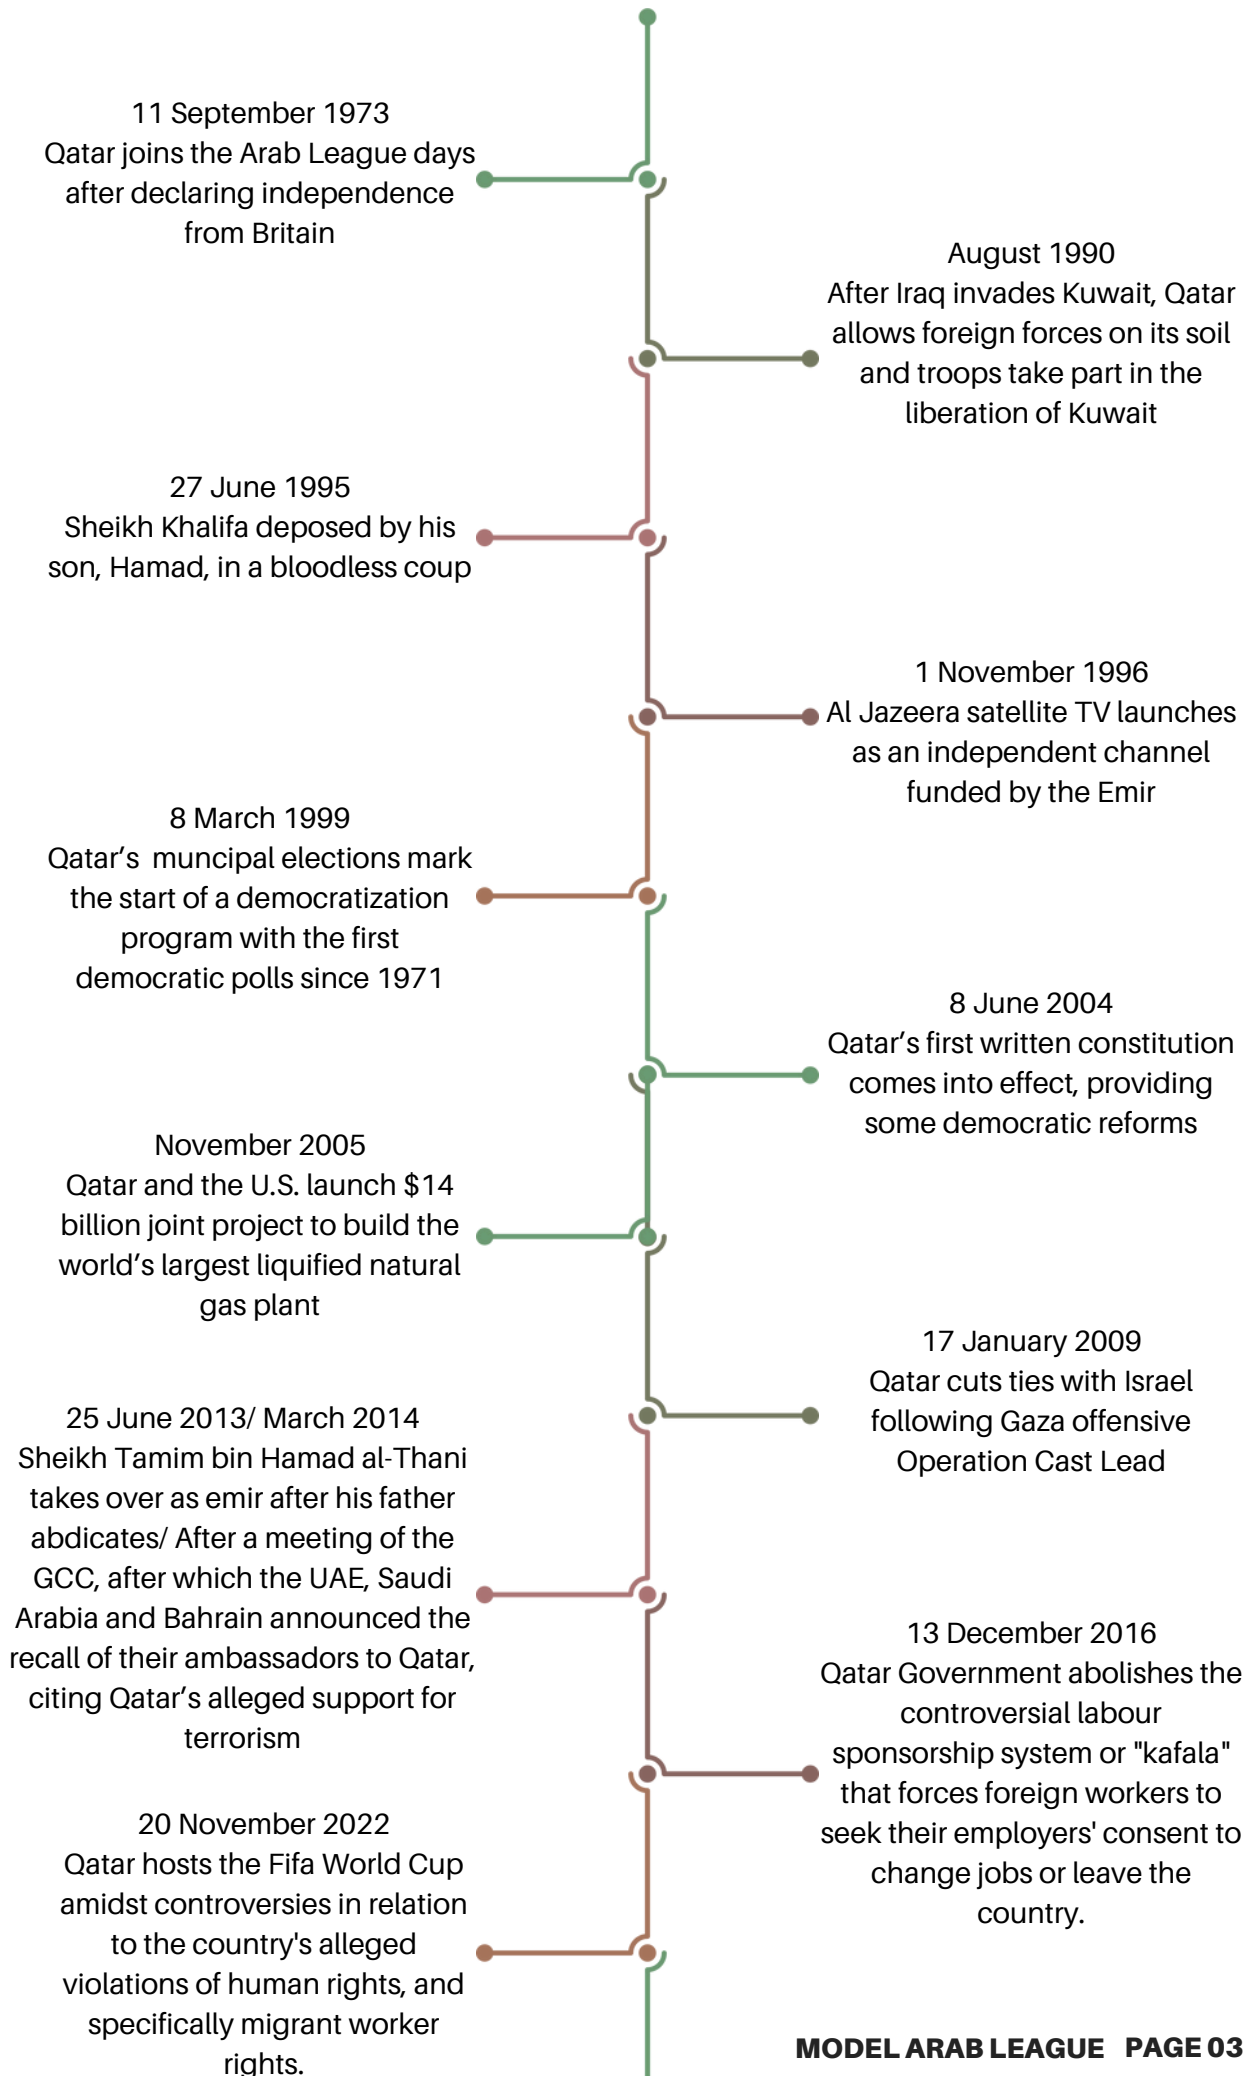 11 September 1973
Qatar joins the Arab League days
after declaring independence
from Britain
August 1990
After Iraq invades Kuwait, Qatar
allows foreign forces on its soil
and troops take part in the
liberation of Kuwait
27 June 1995
Sheikh Khalifa deposed by his
son, Hamad, in a bloodless coup
1 November 1996
Al Jazeera satellite TV launches
as an independent channel
funded by the Emir
8 March 1999
Qatar’s  muncipal elections mark
the start of a democratization
program with the first
democratic polls since 1971
8 June 2004
Qatar’s first written constitution
comes into effect, providing
some democratic reforms
November 2005
Qatar and the U.S. launch $14
billion joint project to build the
world’s largest liquified natural
gas plant
17 January 2009
Qatar cuts ties with Israel
following Gaza offensive
Operation Cast Lead
25 June 2013/ March 2014
Sheikh Tamim bin Hamad al-Thani
takes over as emir after his father
abdicates/ After a meeting of the
GCC, after which the UAE, Saudi
Arabia and Bahrain announced the
recall of their ambassadors to Qatar,
citing Qatar’s alleged support for
terrorism
13 December 2016
Qatar Government abolishes the
controversial labour
sponsorship system or "kafala"
that forces foreign workers to
seek their employers' consent to
change jobs or leave the
country.
20 November 2022
Qatar hosts the Fifa World Cup
amidst controversies in relation
to the country's alleged
violations of human rights, and
specifically migrant worker
rights.
MODEL ARAB LEAGUE PAGE 03